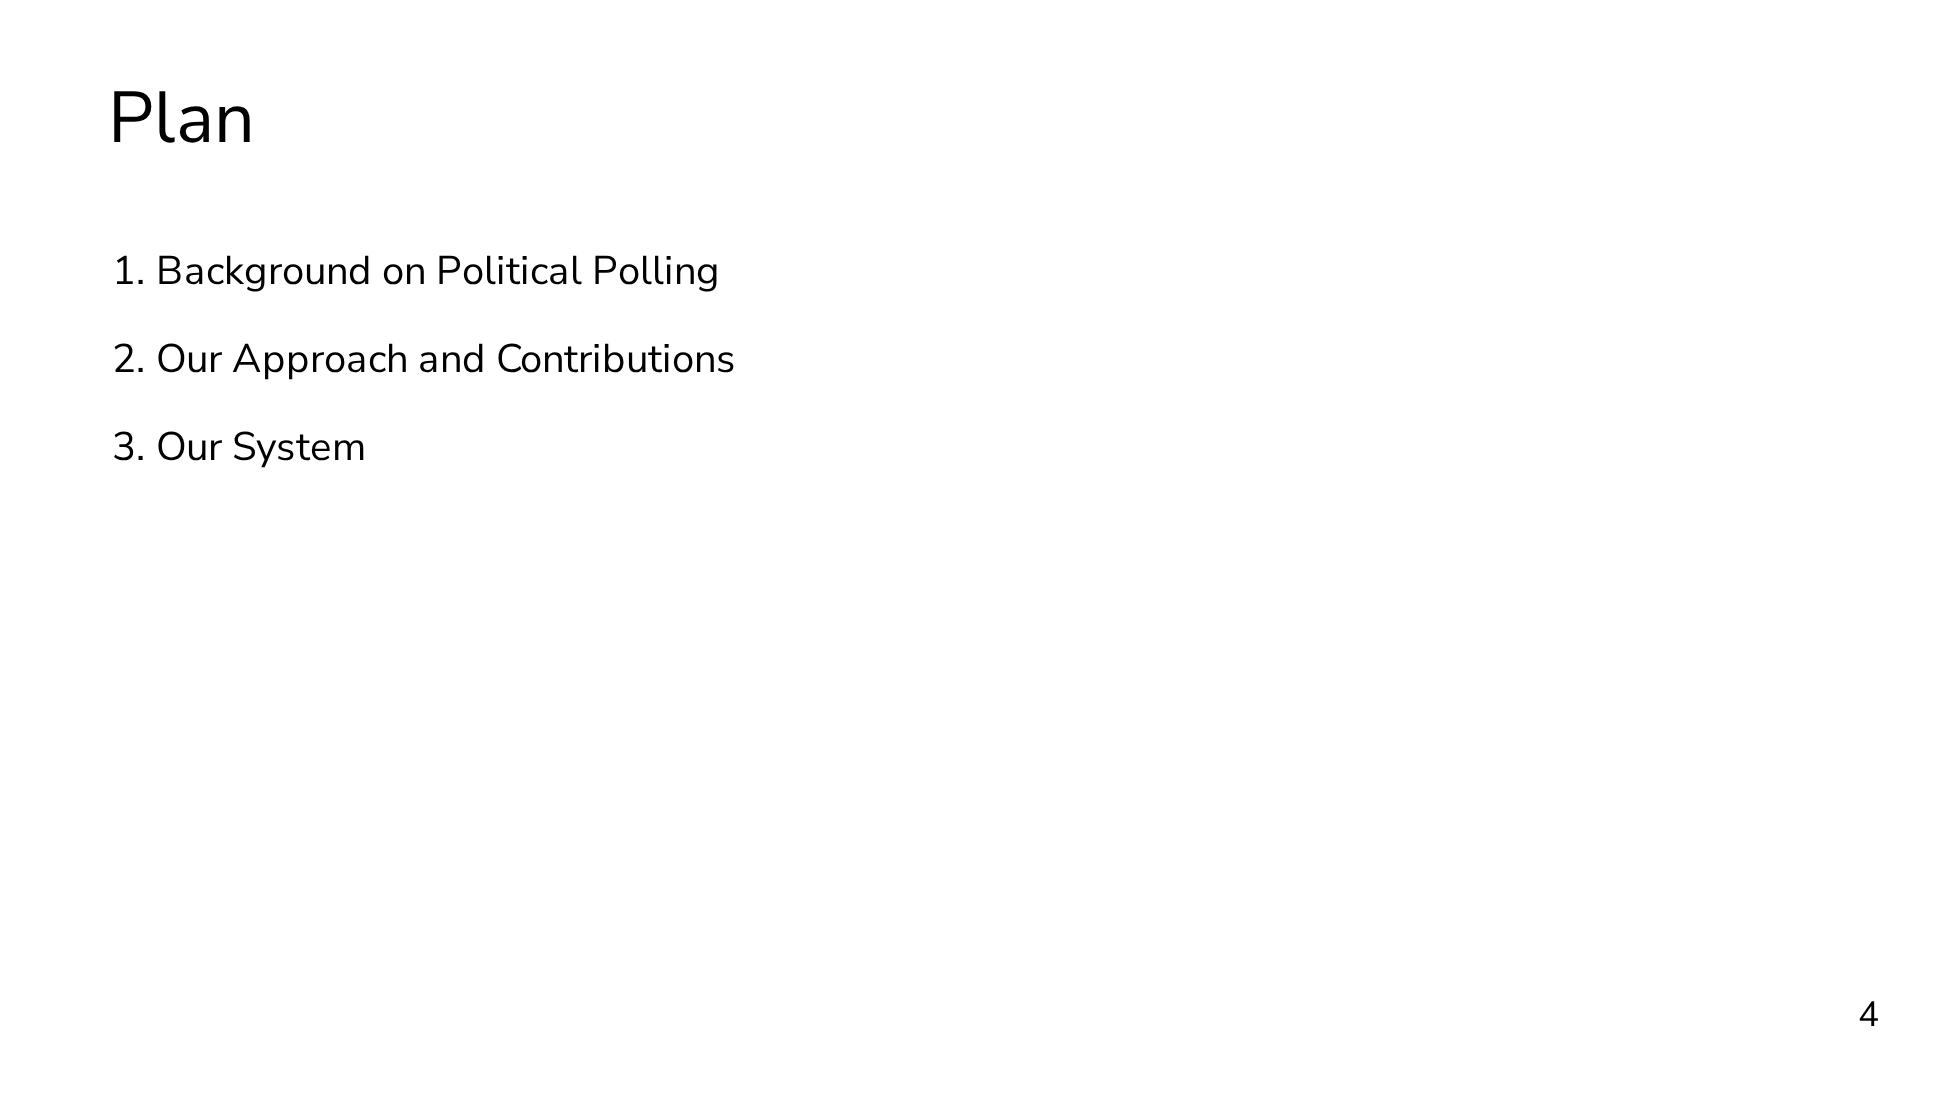 Plan
1. Background on Political Polling
2. Our Approach and Contributions
3. Our System
4